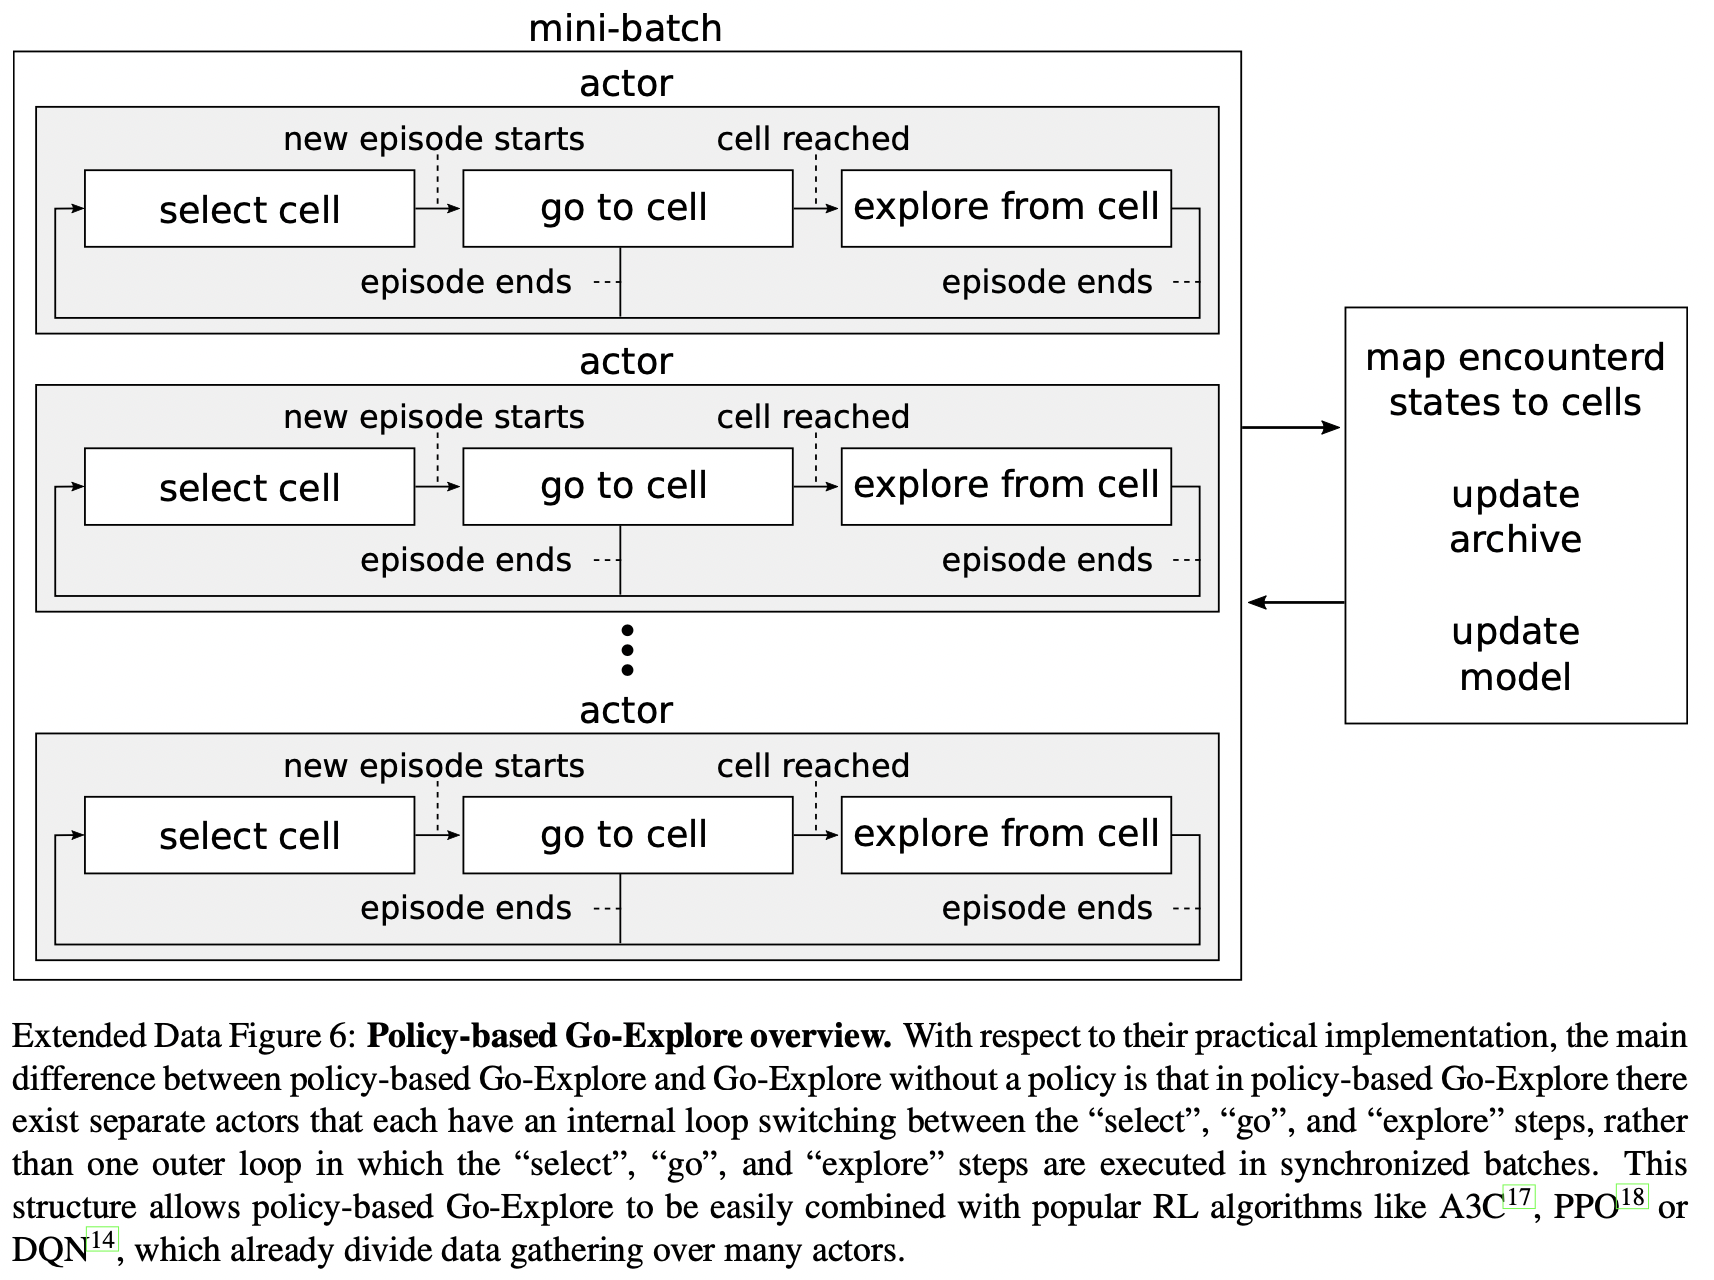 mini-batch
actor
new episode starts
cell reached
select cell
go to cell
explore from cell
episode ends
episode ends
actor
new episode starts
cell reached
select cell
go to cell
explore from cell
episode ends
episode ends
actor
new episode starts
cell reached
select cell
go to cell
explore from cell
episode ends
episode ends
map encounterd
states to cells
update
archive
update
model
Extended Data Figure 6: Policy-based Go-Explore overview. With respect to their practical implementation, the main
difference between policy-based Go-Explore and Go-Explore without a policy is that in policy-based Go-Explore there
exist separate actors that each have an internal loop switching between the “select”, “go”, and “explore” steps, rather
than one outer loop in which the “select”, “go”, and “explore” steps are executed in synchronized batches. This
structure allows policy-based Go-Explore to be easily combined with popular RL algorithms like A3C17, PPO18 or
DQN14, which already divide data gathering over many actors.